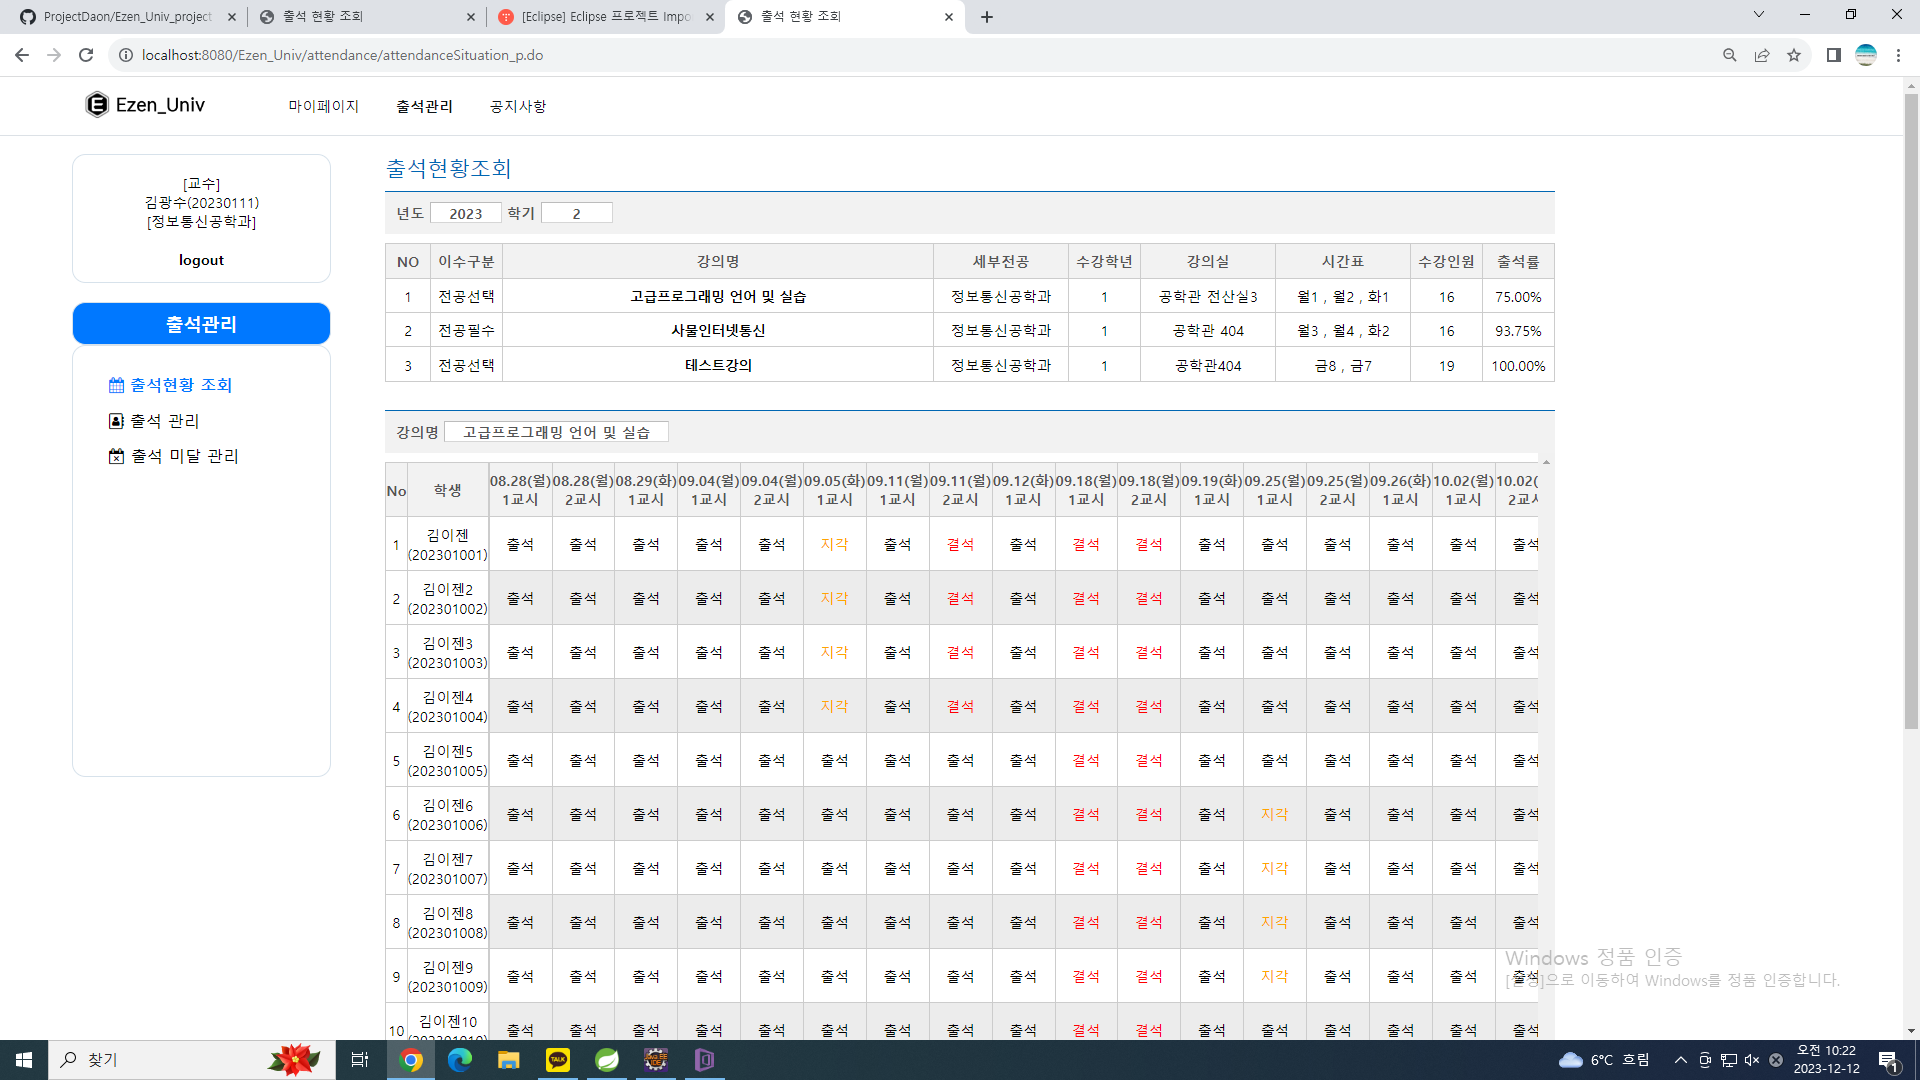 ProjectDaon/Ezen_Univ_project
출석 현황 조회
[Eclipse] Eclipse 프로젝트 Impo
출석 현황 조회
localhost:8080/Ezen_Univ/attendance/attendanceSituation_p.do
Ezen_Univ 마이페이지 출석관리 공지사항
[교수]
김광수(20230111)
[정보통신공학과]
logout
출석관리
출석현황 조회
출석 관리
출석 미달 관리
출석현황조회
년도 2023 학기 2
NO 이수구분 강의명 세부전공 수강학년 강의실 시간표 수강인원 출석률
1 전공선택 고급프로그래밍 언어 및 실습 정보통신공학과 1 공학관 전산실3 월1 , 월2 , 화1 16 75.00%
2 전공필수 사물인터넷통신 정보통신공학과 1 공학관 404 월3 , 월4 , 화2 16 93.75%
3 전공선택 테스트강의 정보통신공학과 1 공학관404 금8 , 금7 19 100.00%
강의명 고급프로그래밍 언어 및 실습
No 학생 08.28(월) 1교시 08.28(월) 2교시 08.29(화) 1교시 09.04(월) 1교시 09.04(월) 2교시 09.05(화) 1교시 09.11(월) 1교시 09.11(월) 2교시 09.12(화) 1교시 09.18(월) 1교시 09.18(월) 2교시 09.19(화) 1교시 09.25(월) 1교시 09.25(월) 2교시 09.26(화) 1교시 10.02(월) 1교시 10.02( 2교
1 김이젠 (202301001) 출석 출석 출석 출석 출석 지각 출석 결석 출석 결석 결석 출석 출석 출석 출석 출석 출석
2 김이젠2 (202301002) 출석 출석 출석 출석 출석 지각 출석 결석 출석 결석 결석 출석 출석 출석 출석 출석 출석
3 김이젠3 (202301003) 출석 출석 출석 출석 출석 지각 출석 결석 출석 결석 결석 출석 출석 출석 출석 출석 출석
4 김이젠4 (202301004) 출석 출석 출석 출석 출석 지각 출석 결석 출석 결석 결석 출석 출석 출석 출석 출석 출석
5 김이젠5 (202301005) 출석 출석 출석 출석 출석 출석 출석 출석 출석 결석 결석 출석 출석 출석 출석 출석 출석
6 김이젠6 (202301006) 출석 출석 출석 출석 출석 출석 출석 출석 출석 결석 결석 출석 지각 출석 출석 출석 출석
7 김이젠7 (202301007) 출석 출석 출석 출석 출석 출석 출석 출석 출석 결석 결석 출석 지각 출석 출석 출석 출석
8 김이젠8 (202301008) 출석 출석 출석 출석 출석 출석 출석 출석 출석 결석 결석 출석 지각 출석 출석 출석 출석
9 김이젠9 (202301009) 출석 출석 출석 출석 출석 출석 출석 출석 출석 결석 결석 출석 지각 출석 출석 출석 출석
10 김이젠10 출석 출석 출석 출석 출석 출석 출석 출석 출석 결석 결석 출석 출석 출석 출석 출석 출석
Windows 정품 인증
[설정]으로 이동하여 Windows를 정품 인증합니다.
찾기
TALK
Java EE IDE
6°C 흐림
오전 10:22
2023-12-12
1